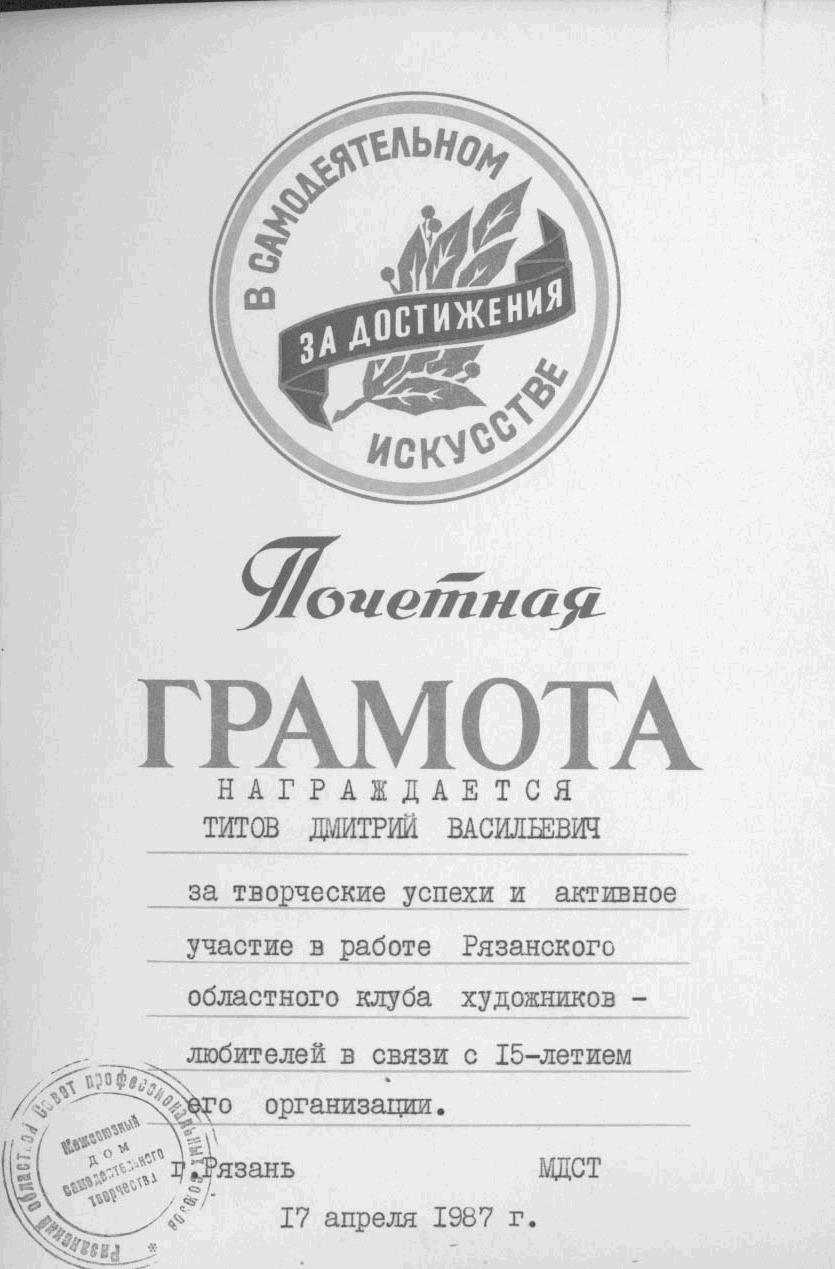 В САМОДЕЯТЕЛЬНОМ
ЗА ДОСТИЖЕНИЯ
ИСКУССТВЕ
Почетная
ГРАМОТА
НАГРАЖДАЕТСЯ
ТИТОВ ДМИТРИЙ ВАСИЛЬЕВИЧ
за творческие успехи и активное
участие в работе Рязанского
областного клуба художников –
любителей в связи с 15-летием
его организации.
г. Рязань МДСТ
17 апреля 1987 г.
Рязанский областной Совет профессиональных союзов
Межсоюзный
дом
самодеятельного
творчества